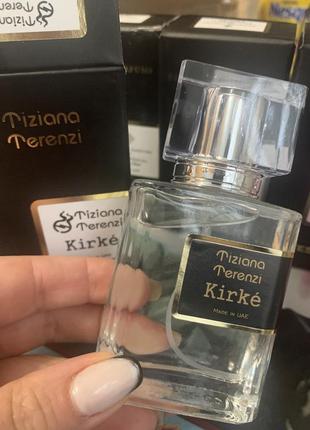 Tiziana
Terenzi
Tiziana
Terenzi
Kirké
Tiziana
Terenzi
Kirké
MADE IN UAE